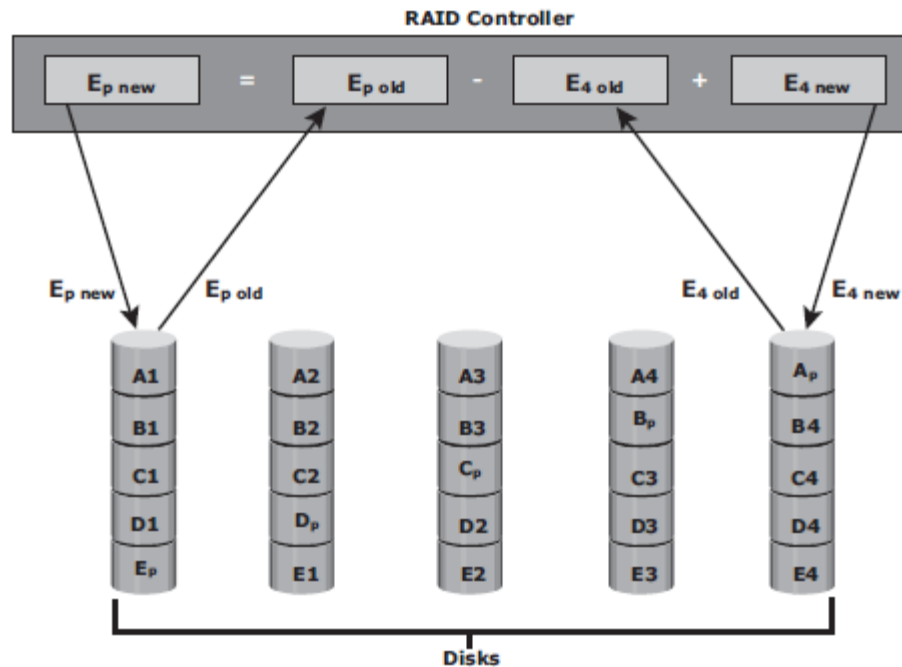 RAID Controller
Ep new = Ep old - E4 old + E4 new
Ep new Ep old E4 old E4 new
A1 A2 A3 A4 Ap
B1 B2 B3 Bp B4
C1 C2 Cp C3 C4
D1 Dp D2 D3 D4
Ep E1 E2 E3 E4
Disks